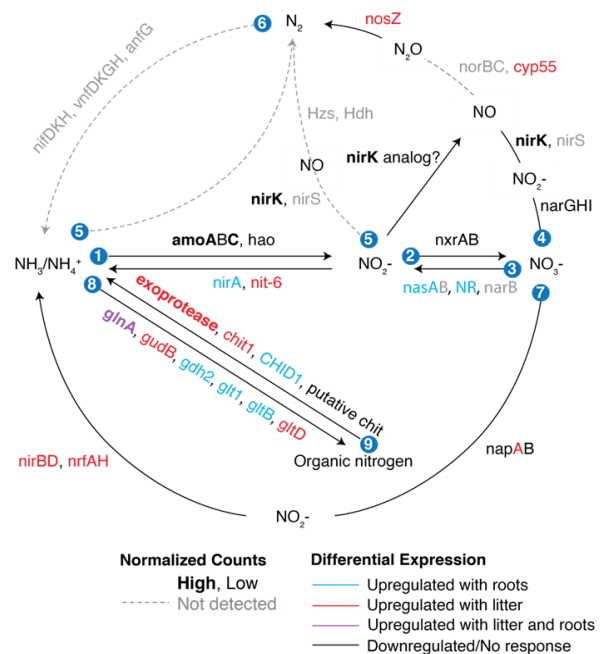 6
N2
nosZ
N2O
norBC, cyp55
nifDKH, vnfDKGH, anfG
Hzs, Hdh
NO
nirK, nirS
NO2-
narGHI
nirK analog?
NO
nirK, nirS
5
5
4
1
amoABC, hao
2
nxrAB
NH3/NH4+
NO2-
3
NO3-
8
nirA, nit-6
nasAB, NR, narB
7
exoprotease, chit1, CHID1, putative chit
glnA, gudB, gdh2, glt1, gltB, gltD
9
Organic nitrogen
nirBD, nrfAH
napAB
NO2-
Normalized Counts
High, Low
Not detected
Differential Expression
Upregulated with roots
Upregulated with litter
Upregulated with litter and roots
Downregulated/No response